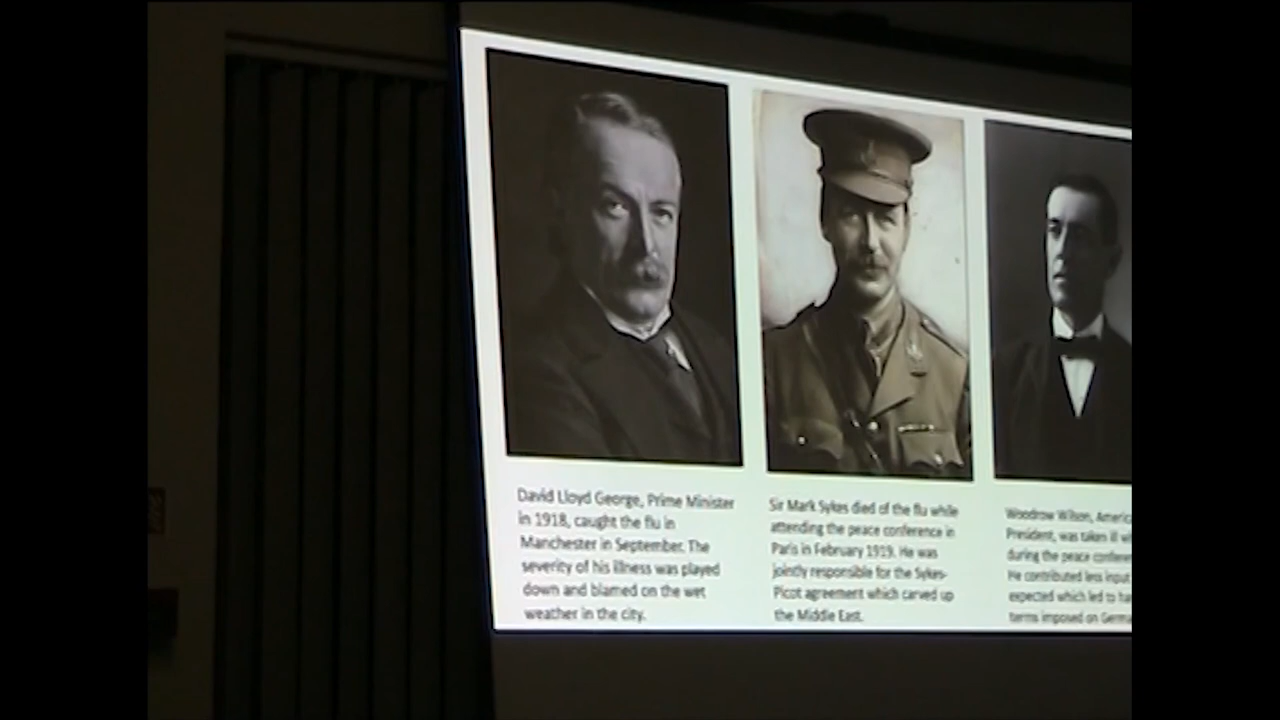 David Lloyd George, Prime Minister
in 1918, caught the flu in
Manchester in September. The
severity of his illness was played
down and blamed on the wet
weather in the city.
Sir Mark Sykes died of the flu while
attending the peace conference in
Paris in February 1919. He was
jointly responsible for the Sykes-
Picot agreement which carved up
the Middle East.
Woodrow Wilson,
President, was taken ill
during the peace
He contributed less input
expected which led to
terms imposed on